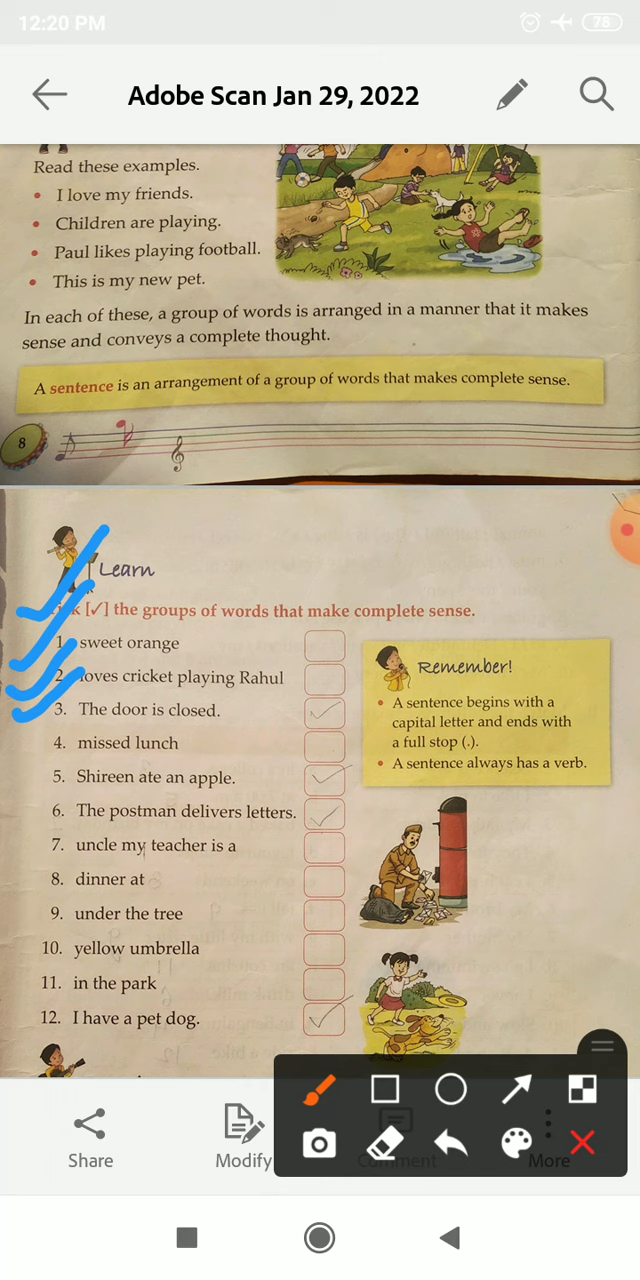 12:20 PM
78
Adobe Scan Jan 29, 2022
Read these examples.
• I love my friends.
• Children are playing.
• Paul likes playing football.
• This is my new pet.
In each of these, a group of words is arranged in a manner that it makes
sense and conveys a complete thought.
A sentence is an arrangement of a group of words that makes complete sense.
8
Learn
[✓] the groups of words that make complete sense.
1. sweet orange
2. loves cricket playing Rahul
3. The door is closed. ✓
4. missed lunch
5. Shireen ate an apple. ✓
6. The postman delivers letters. ✓
7. uncle my teacher is a
8. dinner at
9. under the tree
10. yellow umbrella
11. in the park
12. I have a pet dog. ✓
Remember!
• A sentence begins with a
capital letter and ends with
a full stop (.).
• A sentence always has a verb.
Share
Modify
Comment
More